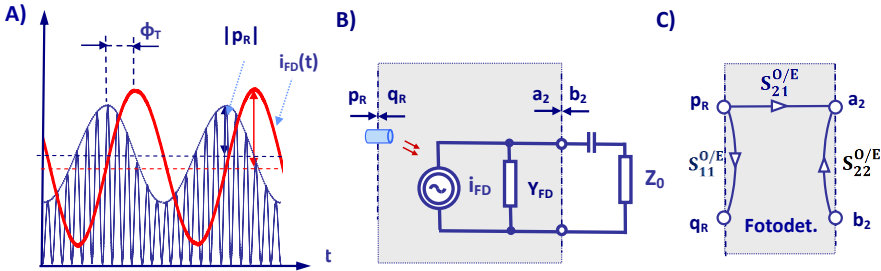 A)
ϕT
|pR|
iFD(t)
t
B)
pR qR
a2 b2
iFD
YFD
Z0
C)
S21O/E
pR
a2
S11O/E
S22O/E
qR
Fotodet.
b2